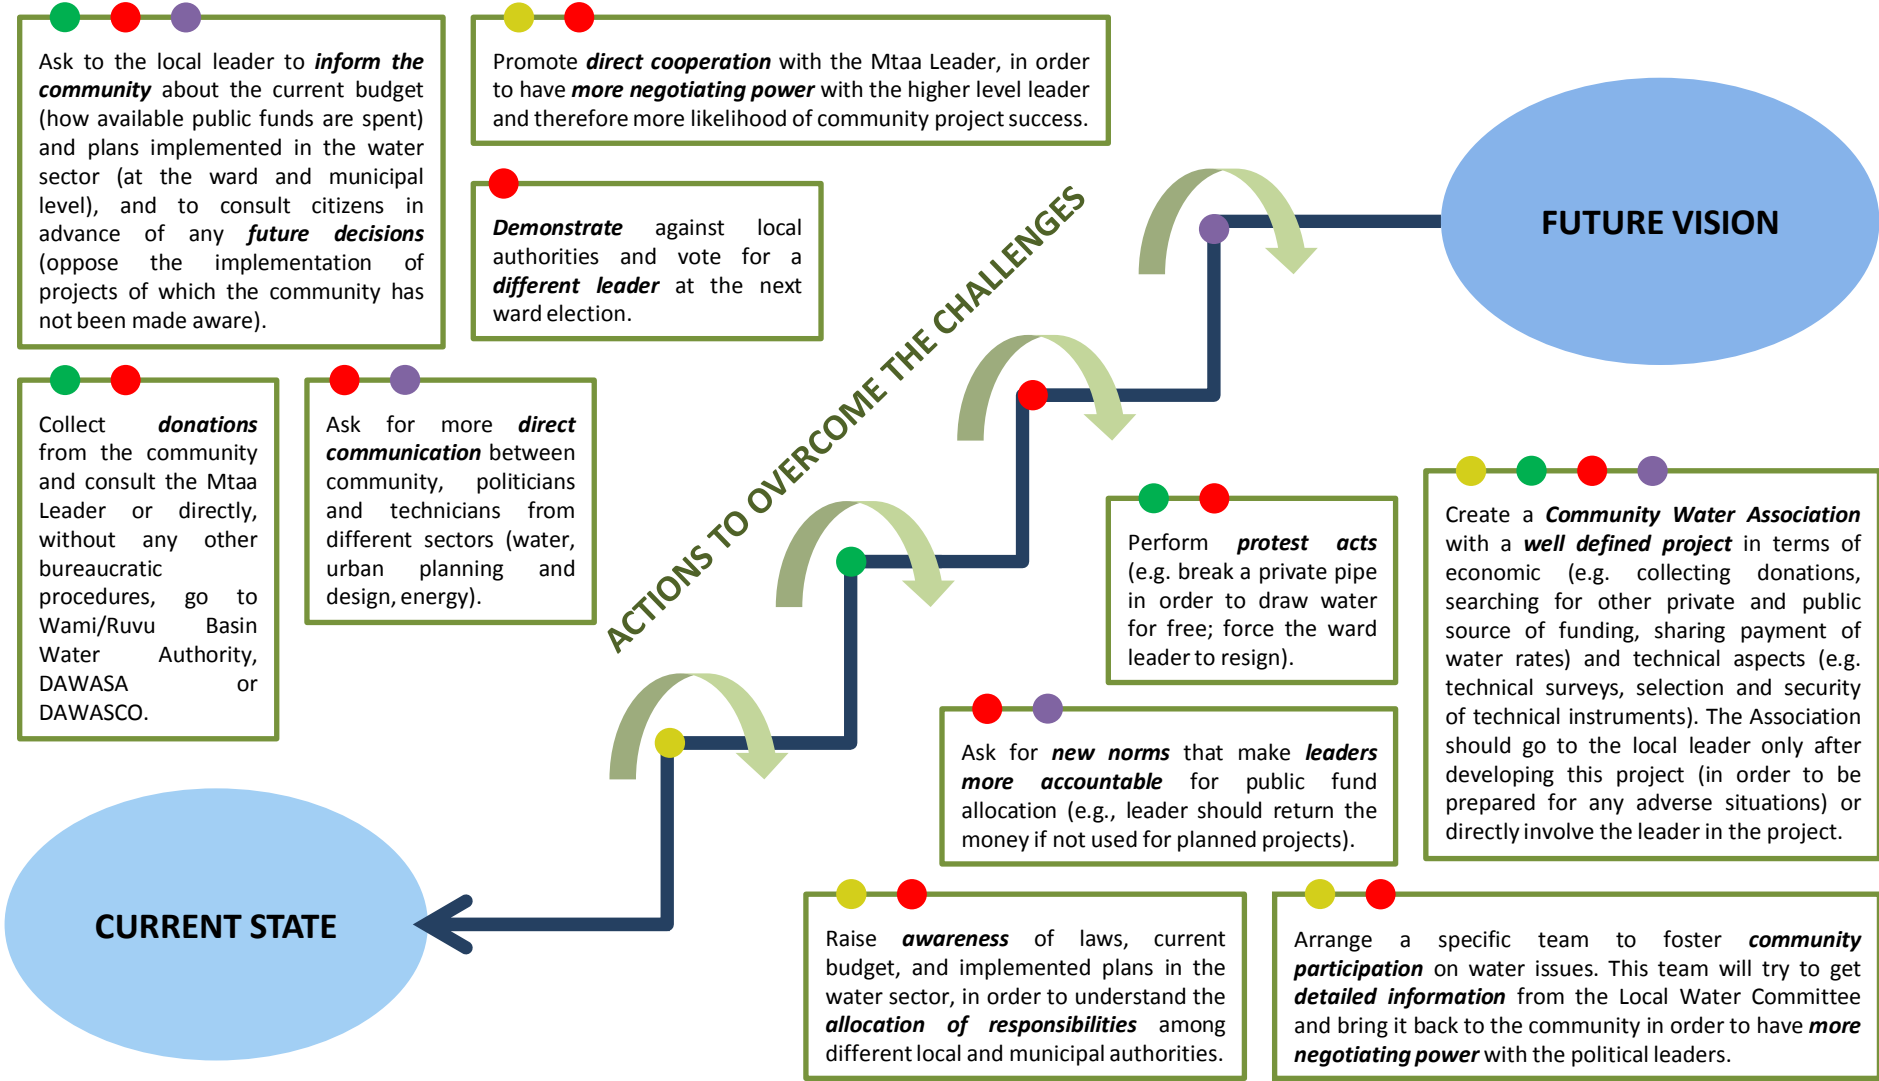 Ask to the local leader to inform the
community about the current budget
(how available public funds are spent)
and plans implemented in the water
sector (at the ward and municipal
level), and to consult citizens in
advance of any future decisions
(oppose the implementation of
projects of which the community has
not been made aware).
Promote direct cooperation with the Mtaa Leader, in order
to have more negotiating power with the higher level leader
and therefore more likelihood of community project success.
Demonstrate against local
authorities and vote for a
different leader at the next
ward election.
Collect donations
from the community
and consult the Mtaa
Leader or directly,
without any other
bureaucratic
procedures, go to
Wami/Ruvu Basin
Water Authority,
DAWASA or
DAWASCO.
Ask for more direct
communication between
community, politicians
and technicians from
different sectors (water,
urban planning and
design, energy).
ACTIONS TO OVERCOME THE CHALLENGES
FUTURE VISION
Perform protest acts
(e.g. break a private pipe
in order to draw water
for free; force the ward
leader to resign).
Create a Community Water Association
with a well defined project in terms of
economic (e.g. collecting donations,
searching for other private and public
source of funding, sharing payment of
water rates) and technical aspects (e.g.
technical surveys, selection and security
of technical instruments). The Association
should go to the local leader only after
developing this project (in order to be
prepared for any adverse situations) or
directly involve the leader in the project.
Ask for new norms that make leaders
more accountable for public fund
allocation (e.g., leader should return the
money if not used for planned projects).
CURRENT STATE
Raise awareness of laws, current
budget, and implemented plans in the
water sector, in order to understand the
allocation of responsibilities among
different local and municipal authorities.
Arrange a specific team to foster community
participation on water issues. This team will try to get
detailed information from the Local Water Committee
and bring it back to the community in order to have more
negotiating power with the political leaders.